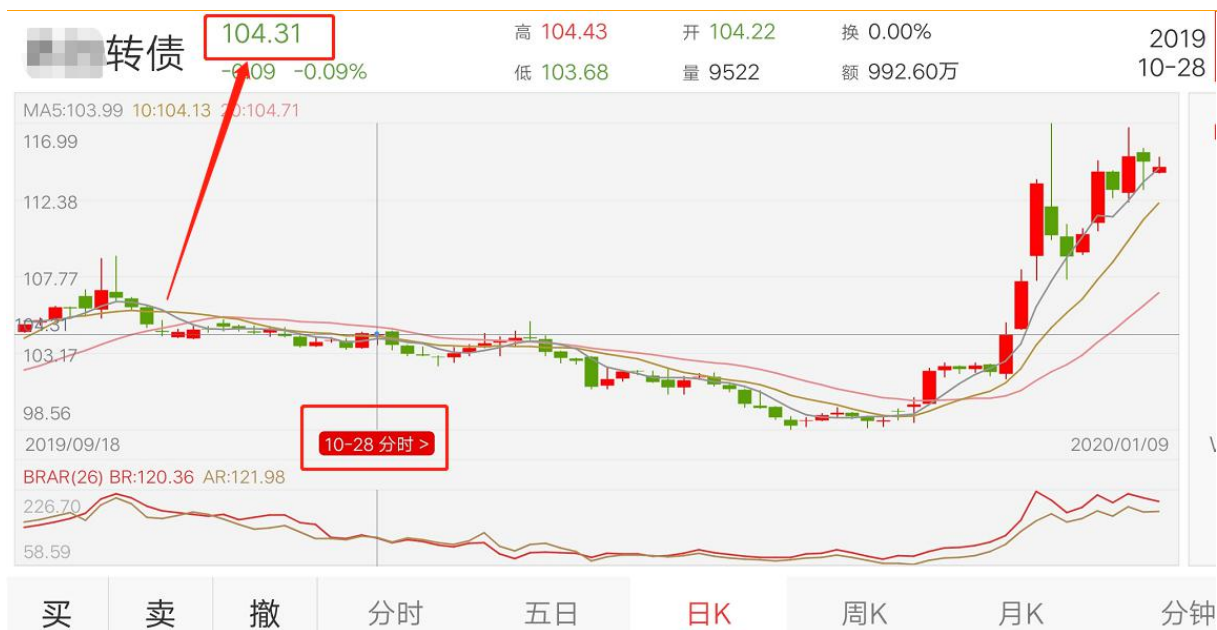 转债
104.31
-0.09 -0.09%
高 104.43
开 104.22
换 0.00%
低 103.68
量 9522
额 992.60万
2019
10-28
MA5:103.99 10:104.13 20:104.71
116.99
112.38
107.77
104.31
103.17
98.56
2019/09/18
10-28 分时 >
2020/01/09
BRAR(26) BR:120.36 AR:121.98
226.70
58.59
买 卖 撤 分时 五日 日K 周K 月K 分钟